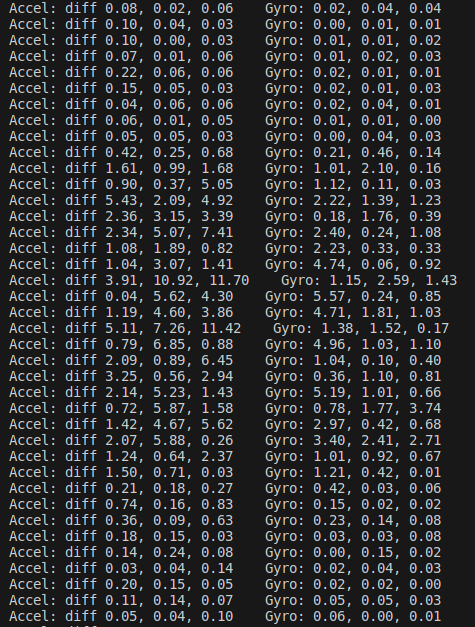 Accel: diff 0.08, 0.02, 0.06    Gyro: 0.02, 0.04, 0.04
Accel: diff 0.10, 0.04, 0.03    Gyro: 0.00, 0.01, 0.01
Accel: diff 0.10, 0.00, 0.03    Gyro: 0.01, 0.01, 0.02
Accel: diff 0.07, 0.01, 0.06    Gyro: 0.01, 0.02, 0.03
Accel: diff 0.22, 0.06, 0.06    Gyro: 0.02, 0.01, 0.01
Accel: diff 0.15, 0.05, 0.03    Gyro: 0.02, 0.01, 0.03
Accel: diff 0.04, 0.06, 0.06    Gyro: 0.02, 0.04, 0.01
Accel: diff 0.06, 0.01, 0.05    Gyro: 0.01, 0.01, 0.00
Accel: diff 0.05, 0.05, 0.03    Gyro: 0.00, 0.04, 0.03
Accel: diff 0.42, 0.25, 0.68    Gyro: 0.21, 0.46, 0.14
Accel: diff 1.61, 0.99, 1.68    Gyro: 1.01, 2.10, 0.16
Accel: diff 0.90, 0.37, 5.05    Gyro: 1.12, 0.11, 0.03
Accel: diff 5.43, 2.09, 4.92    Gyro: 2.22, 1.39, 1.23
Accel: diff 2.36, 3.15, 3.39    Gyro: 0.18, 1.76, 0.39
Accel: diff 2.34, 5.07, 7.41    Gyro: 2.40, 0.24, 1.08
Accel: diff 1.08, 1.89, 0.82    Gyro: 2.23, 0.33, 0.33
Accel: diff 1.04, 3.07, 1.41    Gyro: 4.74, 0.06, 0.92
Accel: diff 3.91, 10.92, 11.70    Gyro: 1.15, 2.59, 1.43
Accel: diff 0.04, 5.62, 4.30    Gyro: 5.57, 0.24, 0.85
Accel: diff 1.19, 4.60, 3.86    Gyro: 4.71, 1.81, 1.03
Accel: diff 5.11, 7.26, 11.42    Gyro: 1.38, 1.52, 0.17
Accel: diff 0.79, 6.85, 0.88    Gyro: 4.96, 1.03, 1.10
Accel: diff 2.09, 0.89, 6.45    Gyro: 1.04, 0.10, 0.40
Accel: diff 3.25, 0.56, 2.94    Gyro: 0.36, 1.10, 0.81
Accel: diff 2.14, 5.23, 1.43    Gyro: 5.19, 1.01, 0.66
Accel: diff 0.72, 5.87, 1.58    Gyro: 0.78, 1.77, 3.74
Accel: diff 1.42, 4.67, 5.62    Gyro: 2.97, 0.42, 0.68
Accel: diff 2.07, 5.88, 0.26    Gyro: 3.40, 2.41, 2.71
Accel: diff 1.24, 0.64, 2.37    Gyro: 1.01, 0.92, 0.67
Accel: diff 1.50, 0.71, 0.03    Gyro: 1.21, 0.42, 0.01
Accel: diff 0.21, 0.18, 0.27    Gyro: 0.42, 0.03, 0.06
Accel: diff 0.74, 0.16, 0.83    Gyro: 0.15, 0.02, 0.02
Accel: diff 0.36, 0.09, 0.63    Gyro: 0.23, 0.14, 0.08
Accel: diff 0.18, 0.15, 0.03    Gyro: 0.03, 0.03, 0.08
Accel: diff 0.14, 0.24, 0.08    Gyro: 0.00, 0.15, 0.02
Accel: diff 0.03, 0.04, 0.14    Gyro: 0.02, 0.04, 0.03
Accel: diff 0.20, 0.15, 0.05    Gyro: 0.02, 0.02, 0.00
Accel: diff 0.11, 0.14, 0.07    Gyro: 0.05, 0.05, 0.03
Accel: diff 0.05, 0.04, 0.10    Gyro: 0.06, 0.00, 0.01